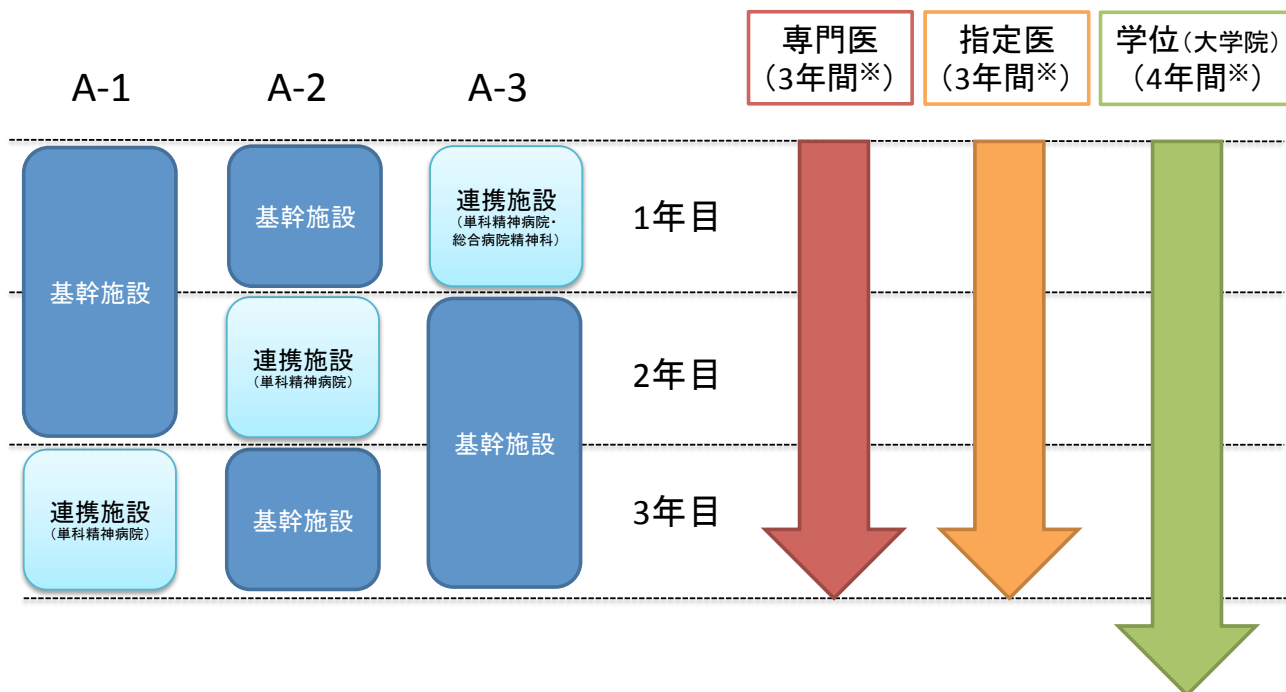 A-1
A-2
A-3
専門医
（3年間※）
指定医
（3年間※）
学位（大学院）
（4年間※）
基幹施設
連携施設
（単科精神病院）
基幹施設
連携施設
（単科精神病院）
基幹施設
連携施設
（単科精神病院・
総合病院精神科）
基幹施設
1年目
2年目
3年目